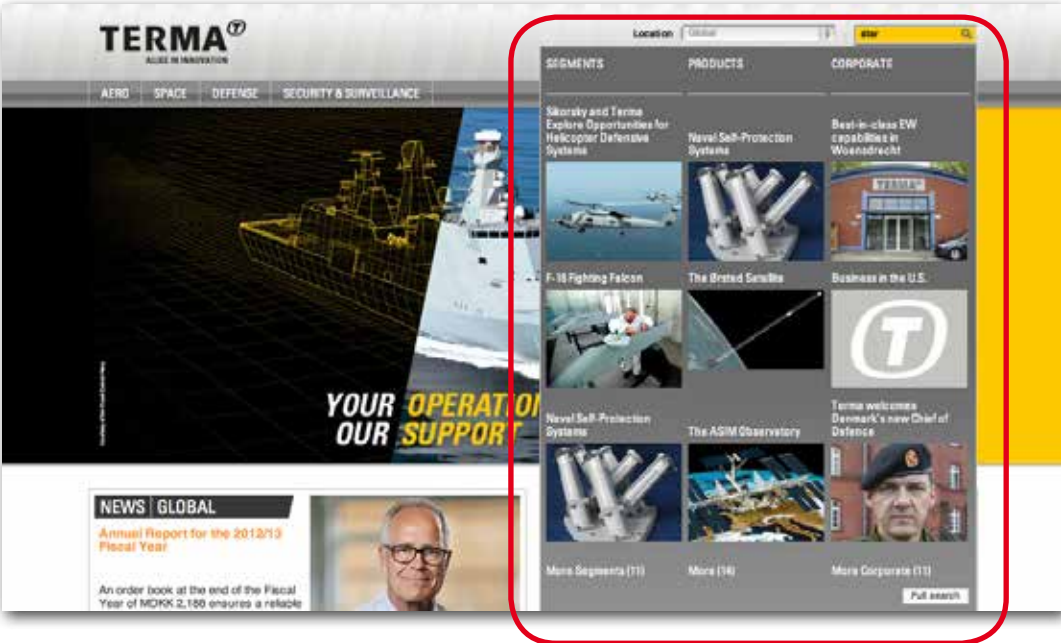 TERMA T
ALLIES IN INNOVATION
Location Global
star
AERO SPACE DEFENSE SECURITY & SURVEILLANCE
SEGMENTS PRODUCTS CORPORATE
Sikorsky and Terma
Explore Opportunities for
Helicopter Defensive
Systems
Naval Self-Protection
Systems
Best-in-class EW
capabilities in
Woensdrecht
TERMA
F-16 Fighting Falcon
The Ørsted Satellite
Business in the U.S.
T
Naval Self-Protection
Systems
The ASIM Observatory
Terma welcomes
Denmark's new Chief of
Defence
More Segments (11)
More (14)
More Corporate (11)
Full search
YOUR OPERATIO
OUR SUPPORT
NEWS GLOBAL
Annual Report for the 2012/13
Fiscal Year
An order book at the end of the Fiscal
Year of MDKK 2,188 ensures a reliable